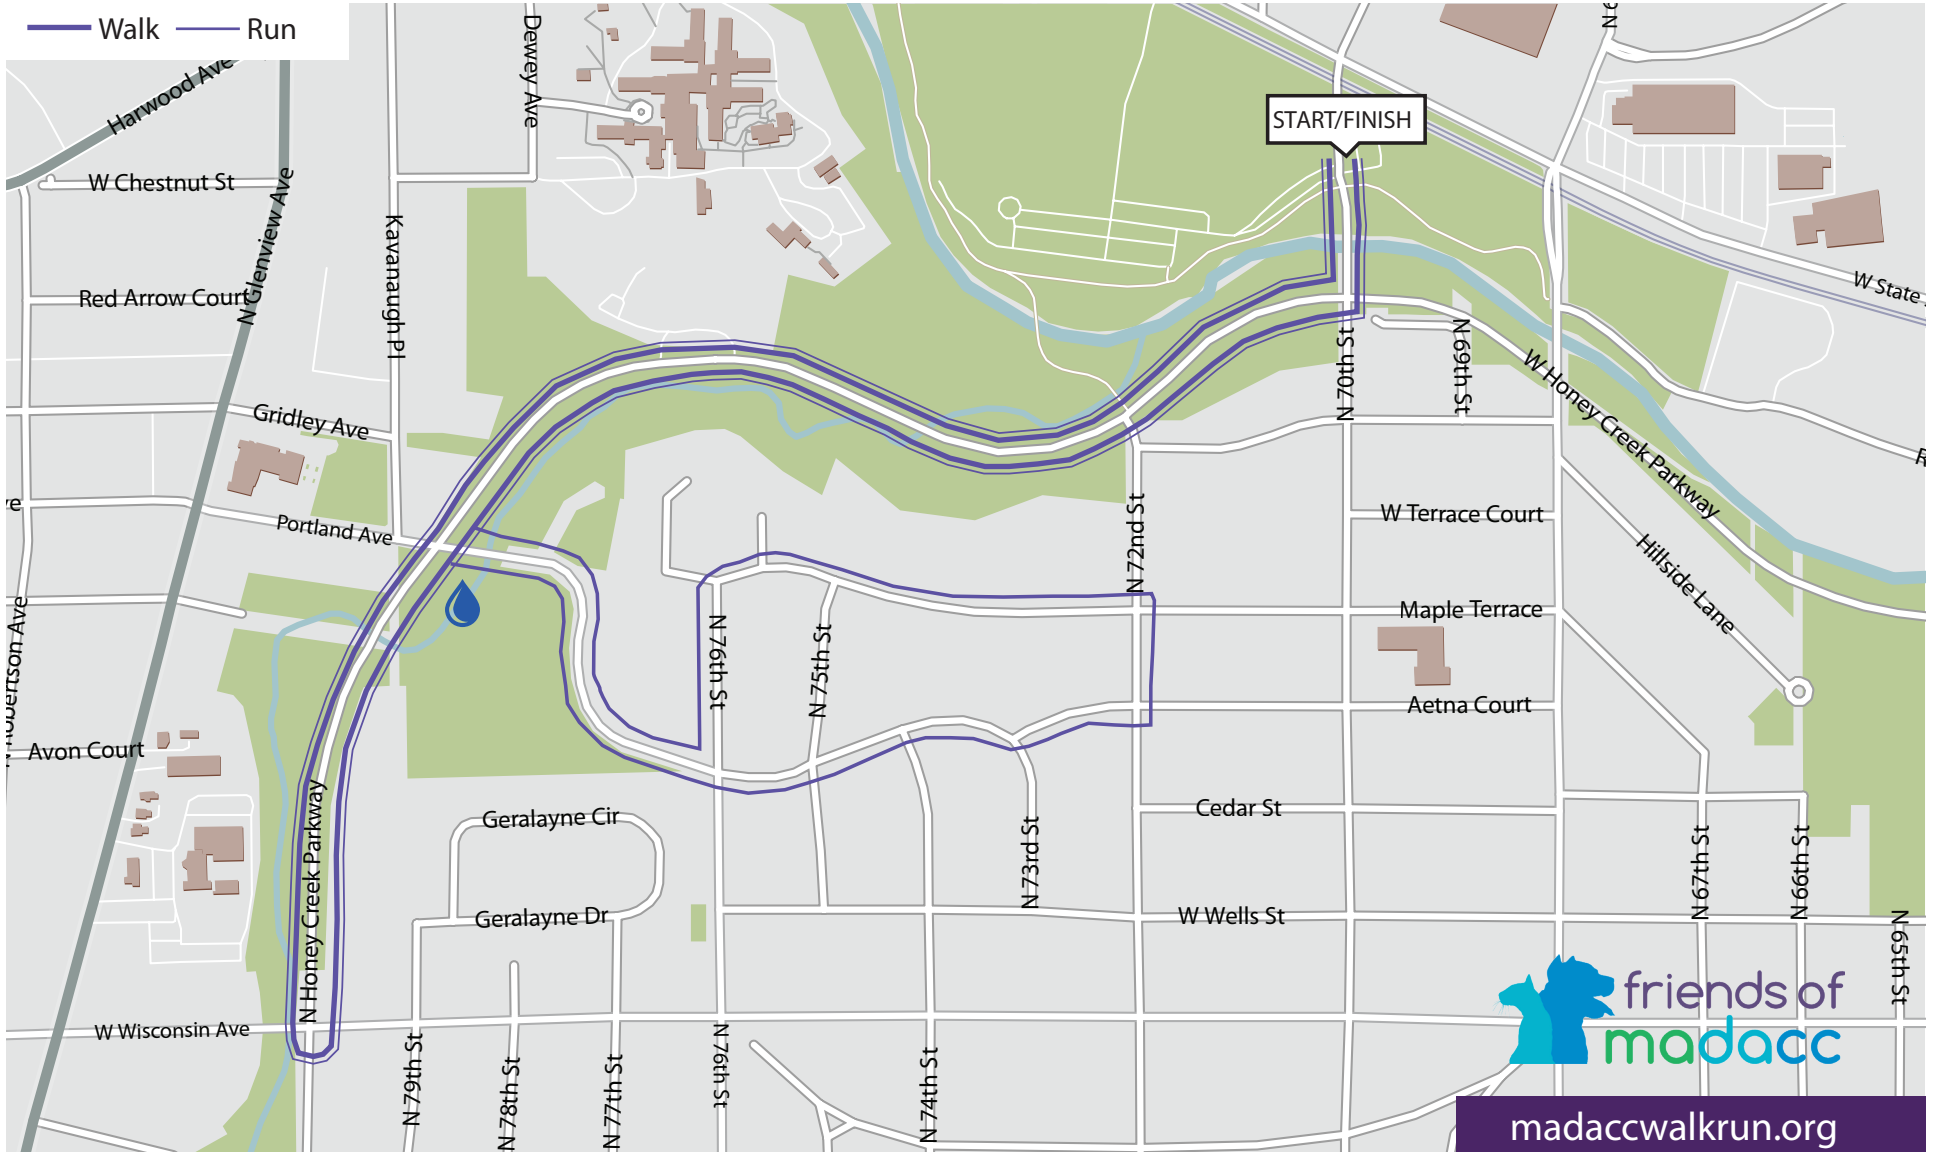 Walk
Run
Harwood Ave
Dewey Ave
START/FINISH
W Chestnut St
N Glenview Ave
Kavanaugh Pl
W State
Red Arrow Court
N 70th St
N 69th St
W Honey Creek Parkway
Gridley Ave
Portland Ave
N 72nd St
W Terrace Court
Hillside Lane
Maple Terrace
N 76th St
N 75th St
N Robertson Ave
Aetna Court
Avon Court
N Honey Creek Parkway
Geralayne Cir
Cedar St
N 73rd St
N 67th St
N 66th St
Geralayne Dr
W Wells St
N 65th St
W Wisconsin Ave
N 79th St
N 78th St
N 77th St
N 76th St
N 74th St
friends of
madacc
madaccwalkrun.org